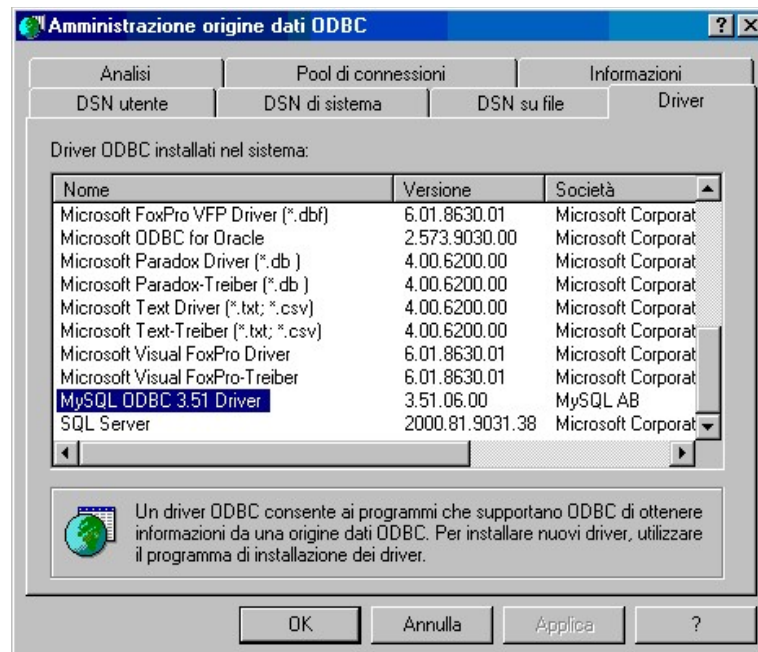 Amministrazione origine dati ODBC
Analisi Pool di connessioni Informazioni
DSN utente DSN di sistema DSN su file Driver
Driver ODBC installati nel sistema:
Nome Versione Società
Microsoft FoxPro VFP Driver (*.dbf) 6.01.8630.01 Microsoft Corporat
Microsoft ODBC for Oracle 2.573.9030.00 Microsoft Corporat
Microsoft Paradox Driver (*.db ) 4.00.6200.00 Microsoft Corporat
Microsoft Paradox-Treiber (*.db ) 4.00.6200.00 Microsoft Corporat
Microsoft Text Driver (*.txt; *.csv) 4.00.6200.00 Microsoft Corporat
Microsoft Text-Treiber (*.txt; *.csv) 4.00.6200.00 Microsoft Corporat
Microsoft Visual FoxPro Driver 6.01.8630.01 Microsoft Corporat
Microsoft Visual FoxPro-Treiber 6.01.8630.01 Microsoft Corporat
MySQL ODBC 3.51 Driver 3.51.06.00 MySQL AB
SQL Server 2000.81.9031.38 Microsoft Corporat
Un driver ODBC consente ai programmi che supportano ODBC di ottenere
informazioni da una origine dati ODBC. Per installare nuovi driver, utilizzare
il programma di installazione dei driver.
OK Annulla Applica ?